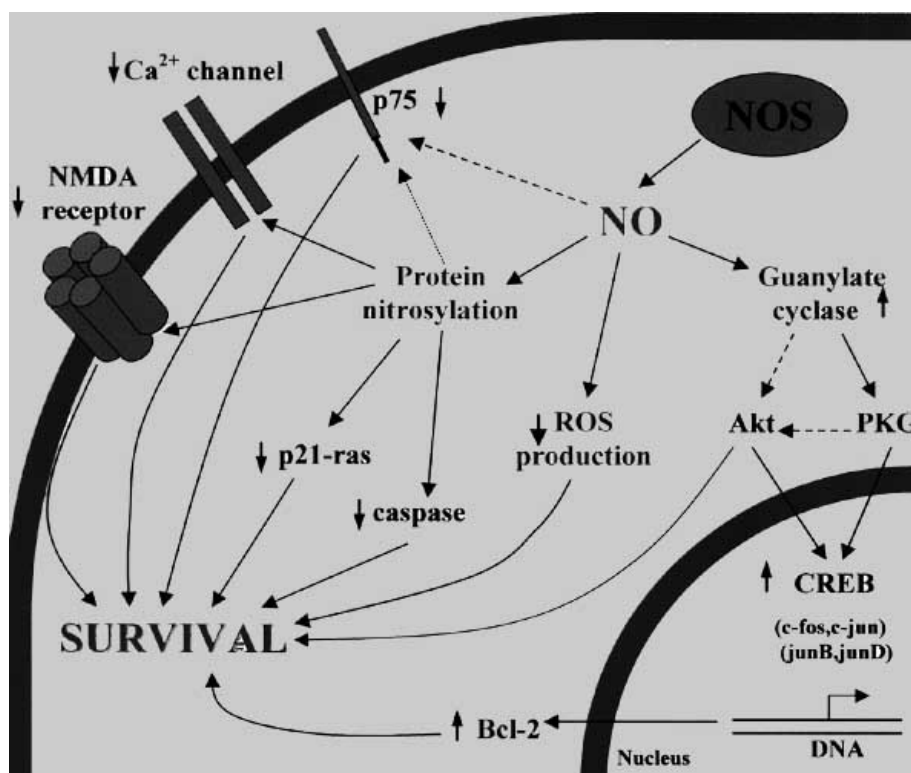 Ca²⁺ channel
p75
NOS
NMDA
receptor
NO
Protein
nitrosylation
Guanylate
cyclase
ROS
production
Akt
PKG
p21-ras
caspase
CREB
(c-fos,c-jun)
(junB,junD)
SURVIVAL
Bcl-2
Nucleus
DNA